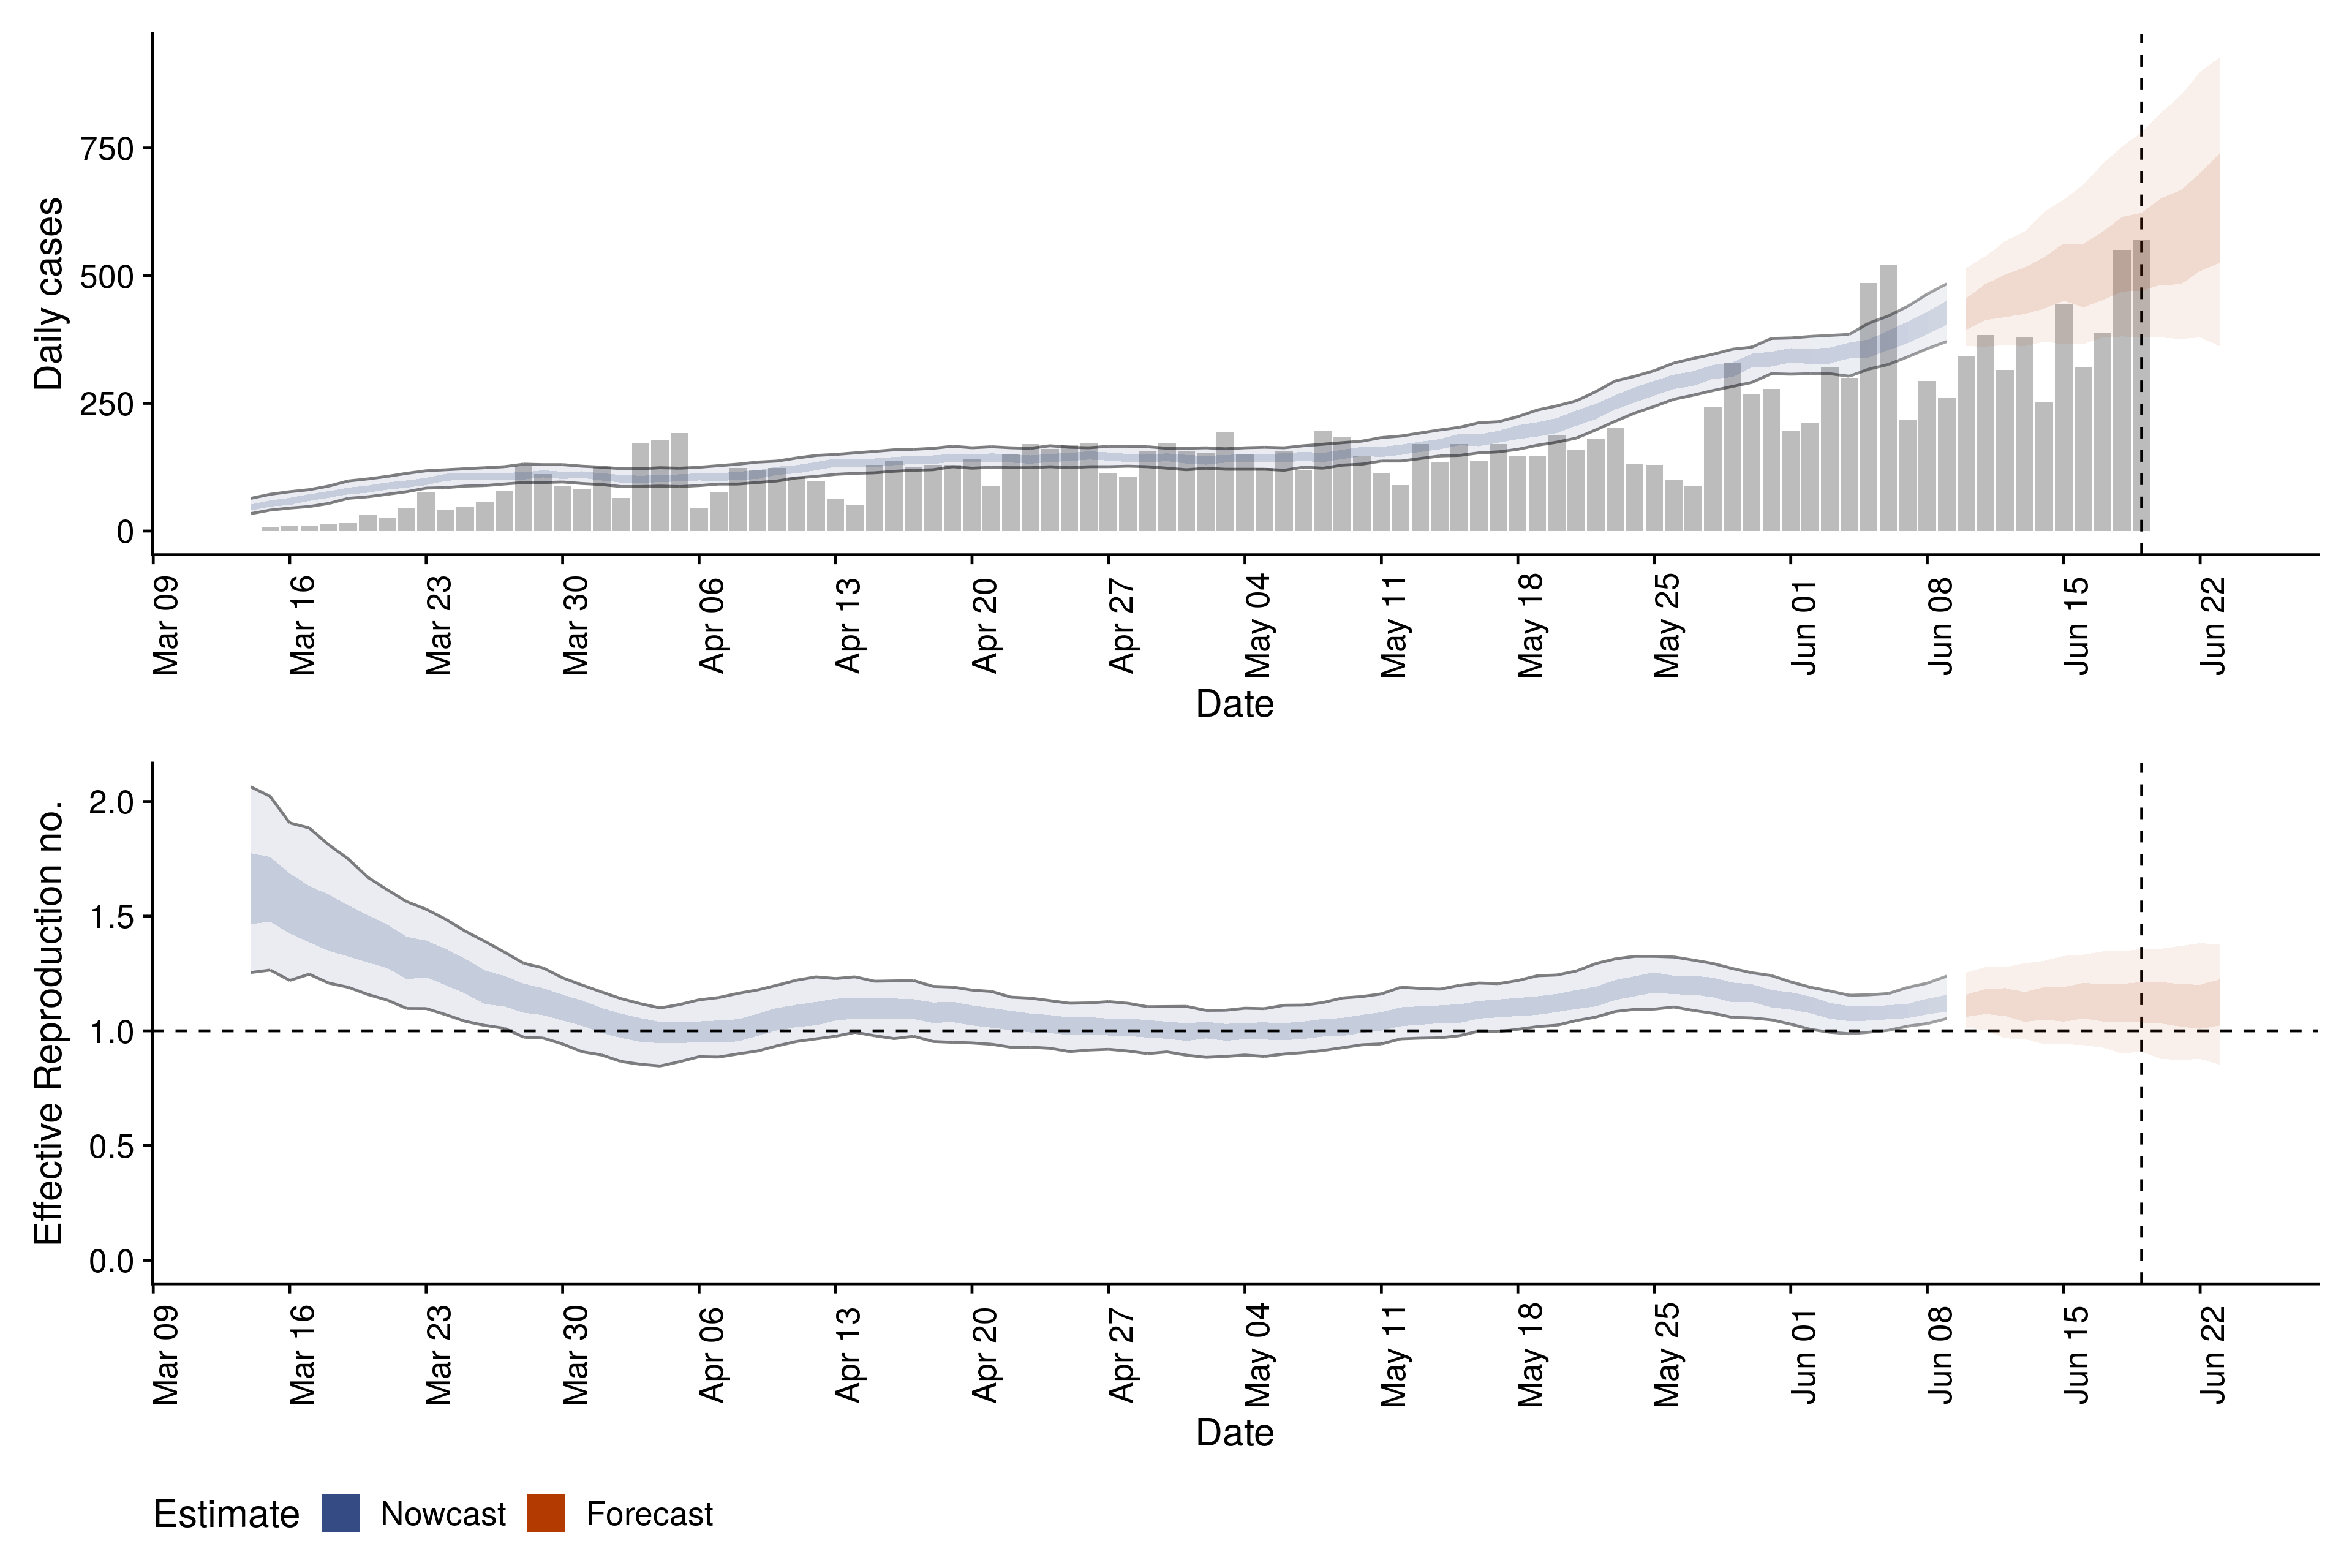 Daily cases
750
500
250
0
Mar 09
Mar 16
Mar 23
Mar 30
Apr 06
Apr 13
Apr 20
Apr 27
May 04
May 11
May 18
May 25
Jun 01
Jun 08
Jun 15
Jun 22
Date
Effective Reproduction no.
2.0
1.5
1.0
0.5
0.0
Mar 09
Mar 16
Mar 23
Mar 30
Apr 06
Apr 13
Apr 20
Apr 27
May 04
May 11
May 18
May 25
Jun 01
Jun 08
Jun 15
Jun 22
Date
Estimate Nowcast Forecast